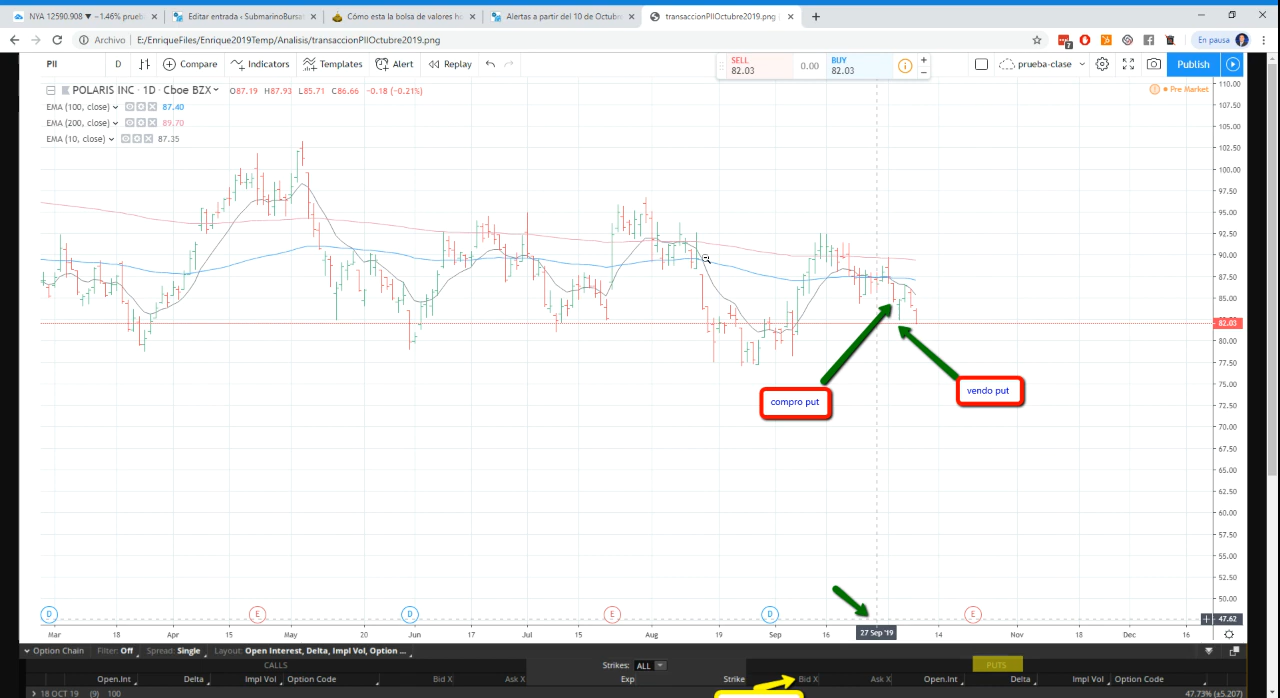 NYA 12590.908 ▼ −1.46% prueba
Editar entrada ‹ SubmarinoBursat
Cómo esta la bolsa de valores ho
Alertas a partir del 10 de Octubre
transaccionPIIOctubre2019.png
Archivo E:/EnriqueFiles/Enrique2019Temp/Analisis/transaccionPIIOctubre2019.png
7
En pausa
PII D Compare Indicators Templates Alert Replay
SELL
82.03
0.00
BUY
82.03
prueba-clase
Publish
POLARIS INC · 1D · Cboe BZX O87.19 H87.93 L85.71 C86.66 −0.18 (−0.21%)
Pre Market
EMA (100, close) 87.40
EMA (200, close) 89.70
EMA (10, close) 87.35
110.00
107.50
105.00
102.50
100.00
97.50
95.00
92.50
90.00
87.50
85.00
82.03
80.00
77.50
75.00
72.50
70.00
67.50
65.00
62.50
60.00
57.50
55.00
52.50
50.00
47.62
compro put
vendo put
D E D E D E
Mar 18 Apr 15 May 20 Jun 17 Jul 15 Aug 19 Sep 16 27 Sep '19 14 Nov 18 Dec 16
Option Chain Filter: Off Spread: Single Layout: Open Interest, Delta, Impl Vol, Option ...
CALLS Strikes: ALL PUTS
Open.Int Delta Impl Vol Option Code Bid X Ask X Exp Strike Bid X Ask X Open.Int Delta Impl Vol Option Code
18 OCT 19 (9) 100 47.73% (±5.207)